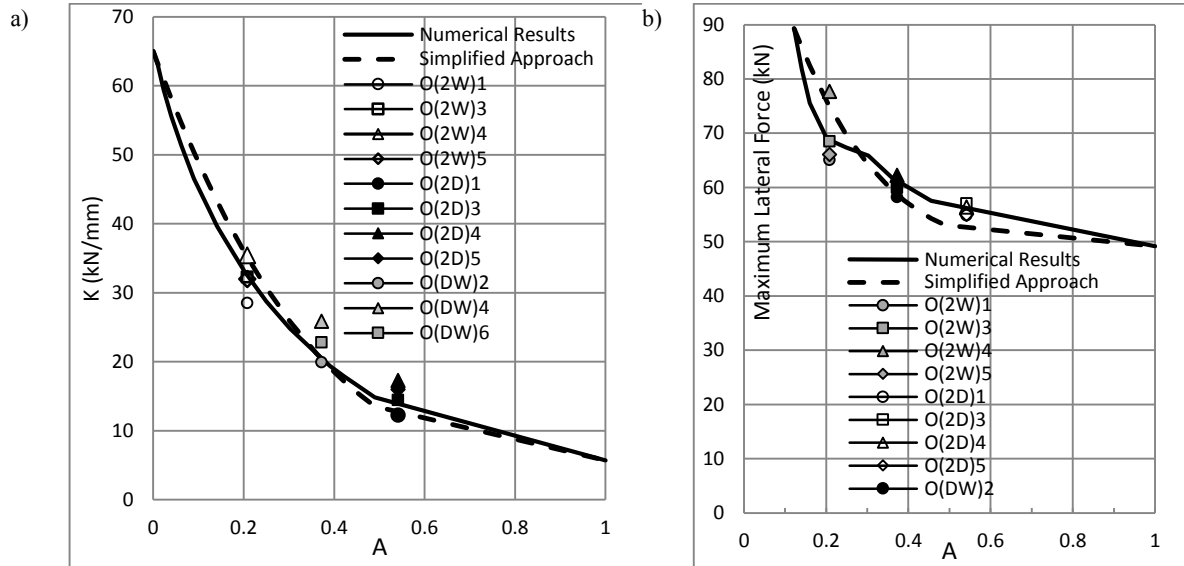 a)
K (kN/mm)
70
60
50
40
30
20
10
0
0 0.2 0.4 0.6 0.8 1
A
Numerical Results
Simplified Approach
O(2W)1
O(2W)3
O(2W)4
O(2W)5
O(2D)1
O(2D)3
O(2D)4
O(2D)5
O(DW)2
O(DW)4
O(DW)6
b)
Maximum Lateral Force (kN)
90
80
70
60
50
40
30
20
10
0
0 0.2 0.4 0.6 0.8 1
A
Numerical Results
Simplified Approach
O(2W)1
O(2W)3
O(2W)4
O(2W)5
O(2D)1
O(2D)3
O(2D)4
O(2D)5
O(DW)2